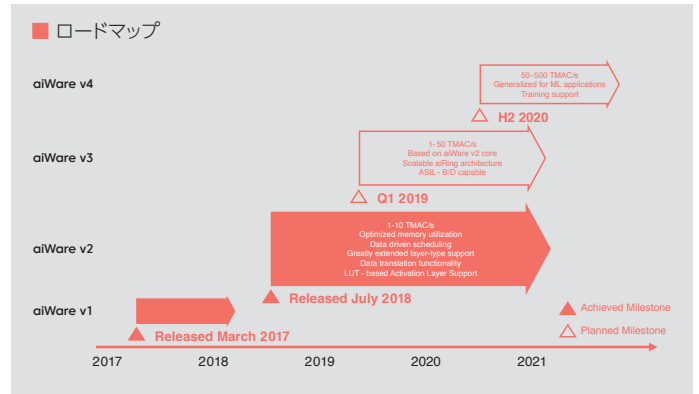 ロードマップ
aiWare v4
50-500 TMAC/s
Generalized for ML applications
Training support
H2 2020
aiWare v3
1-50 TMAC/s
Based on aiWare v2 core
Scalable aiRing architecture
ASIL - B/D capable
Q1 2019
aiWare v2
1-10 TMAC/s
Optimized memory utilization
Data driven scheduling
Greatly extended layer-type support
Data translation functionality
LUT - based Activation Layer Support
Released July 2018
aiWare v1
Released March 2017
Achieved Milestone
Planned Milestone
2017 2018 2019 2020 2021